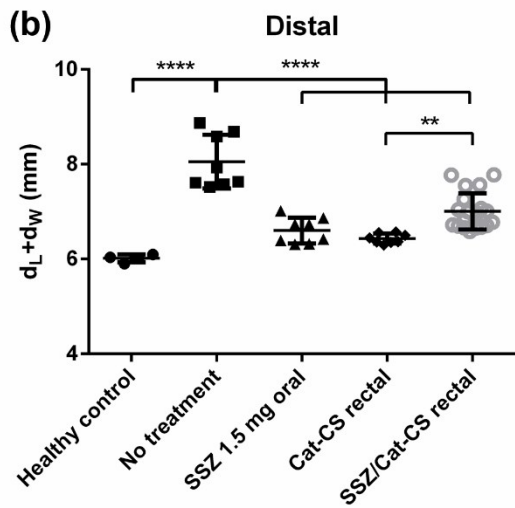 (b)
Distal
**** ****
**
10
8
6
4
dL+dW (mm)
Healthy control
No treatment
SSZ 1.5 mg oral
Cat-CS rectal
SSZ/Cat-CS rectal